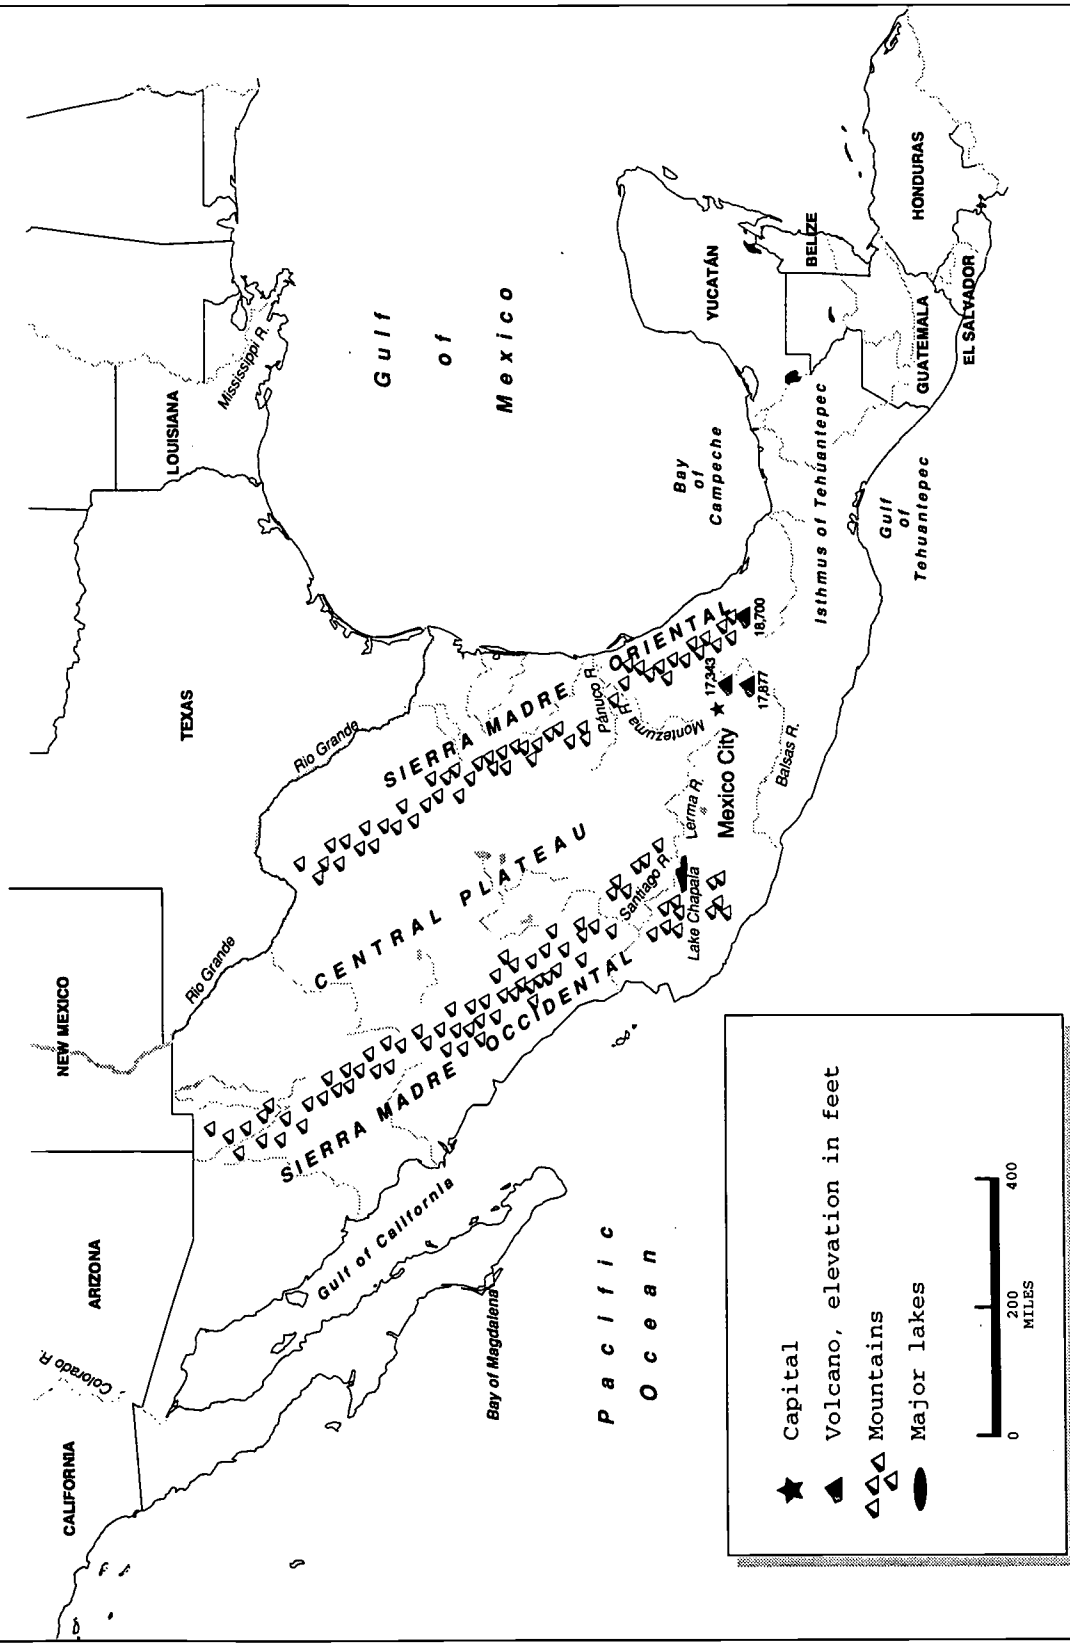 CALIFORNIA
Colorado R.
ARIZONA
NEW MEXICO
Rio Grande
TEXAS
Rio Grande
LOUISIANA
Mississippi R.
Gulf
of
Mexico
Gulf of California
Bay of Magdalena
Pacific
Ocean
SIERRA MADRE OCCIDENTAL
CENTRAL PLATEAU
SIERRA MADRE ORIENTAL
Pánuco R.
Montezuma R.
Santiago R.
Lerma R.
Lake Chapala
Mexico City
17,343
17,877
18,700
Balsas R.
Bay
of
Campeche
Isthmus of Tehuantepec
Gulf
of
Tehuantepec
YUCATÁN
BELIZE
GUATEMALA
HONDURAS
EL SALVADOR
Capital
Volcano, elevation in feet
Mountains
Major lakes
0 200 400
MILES